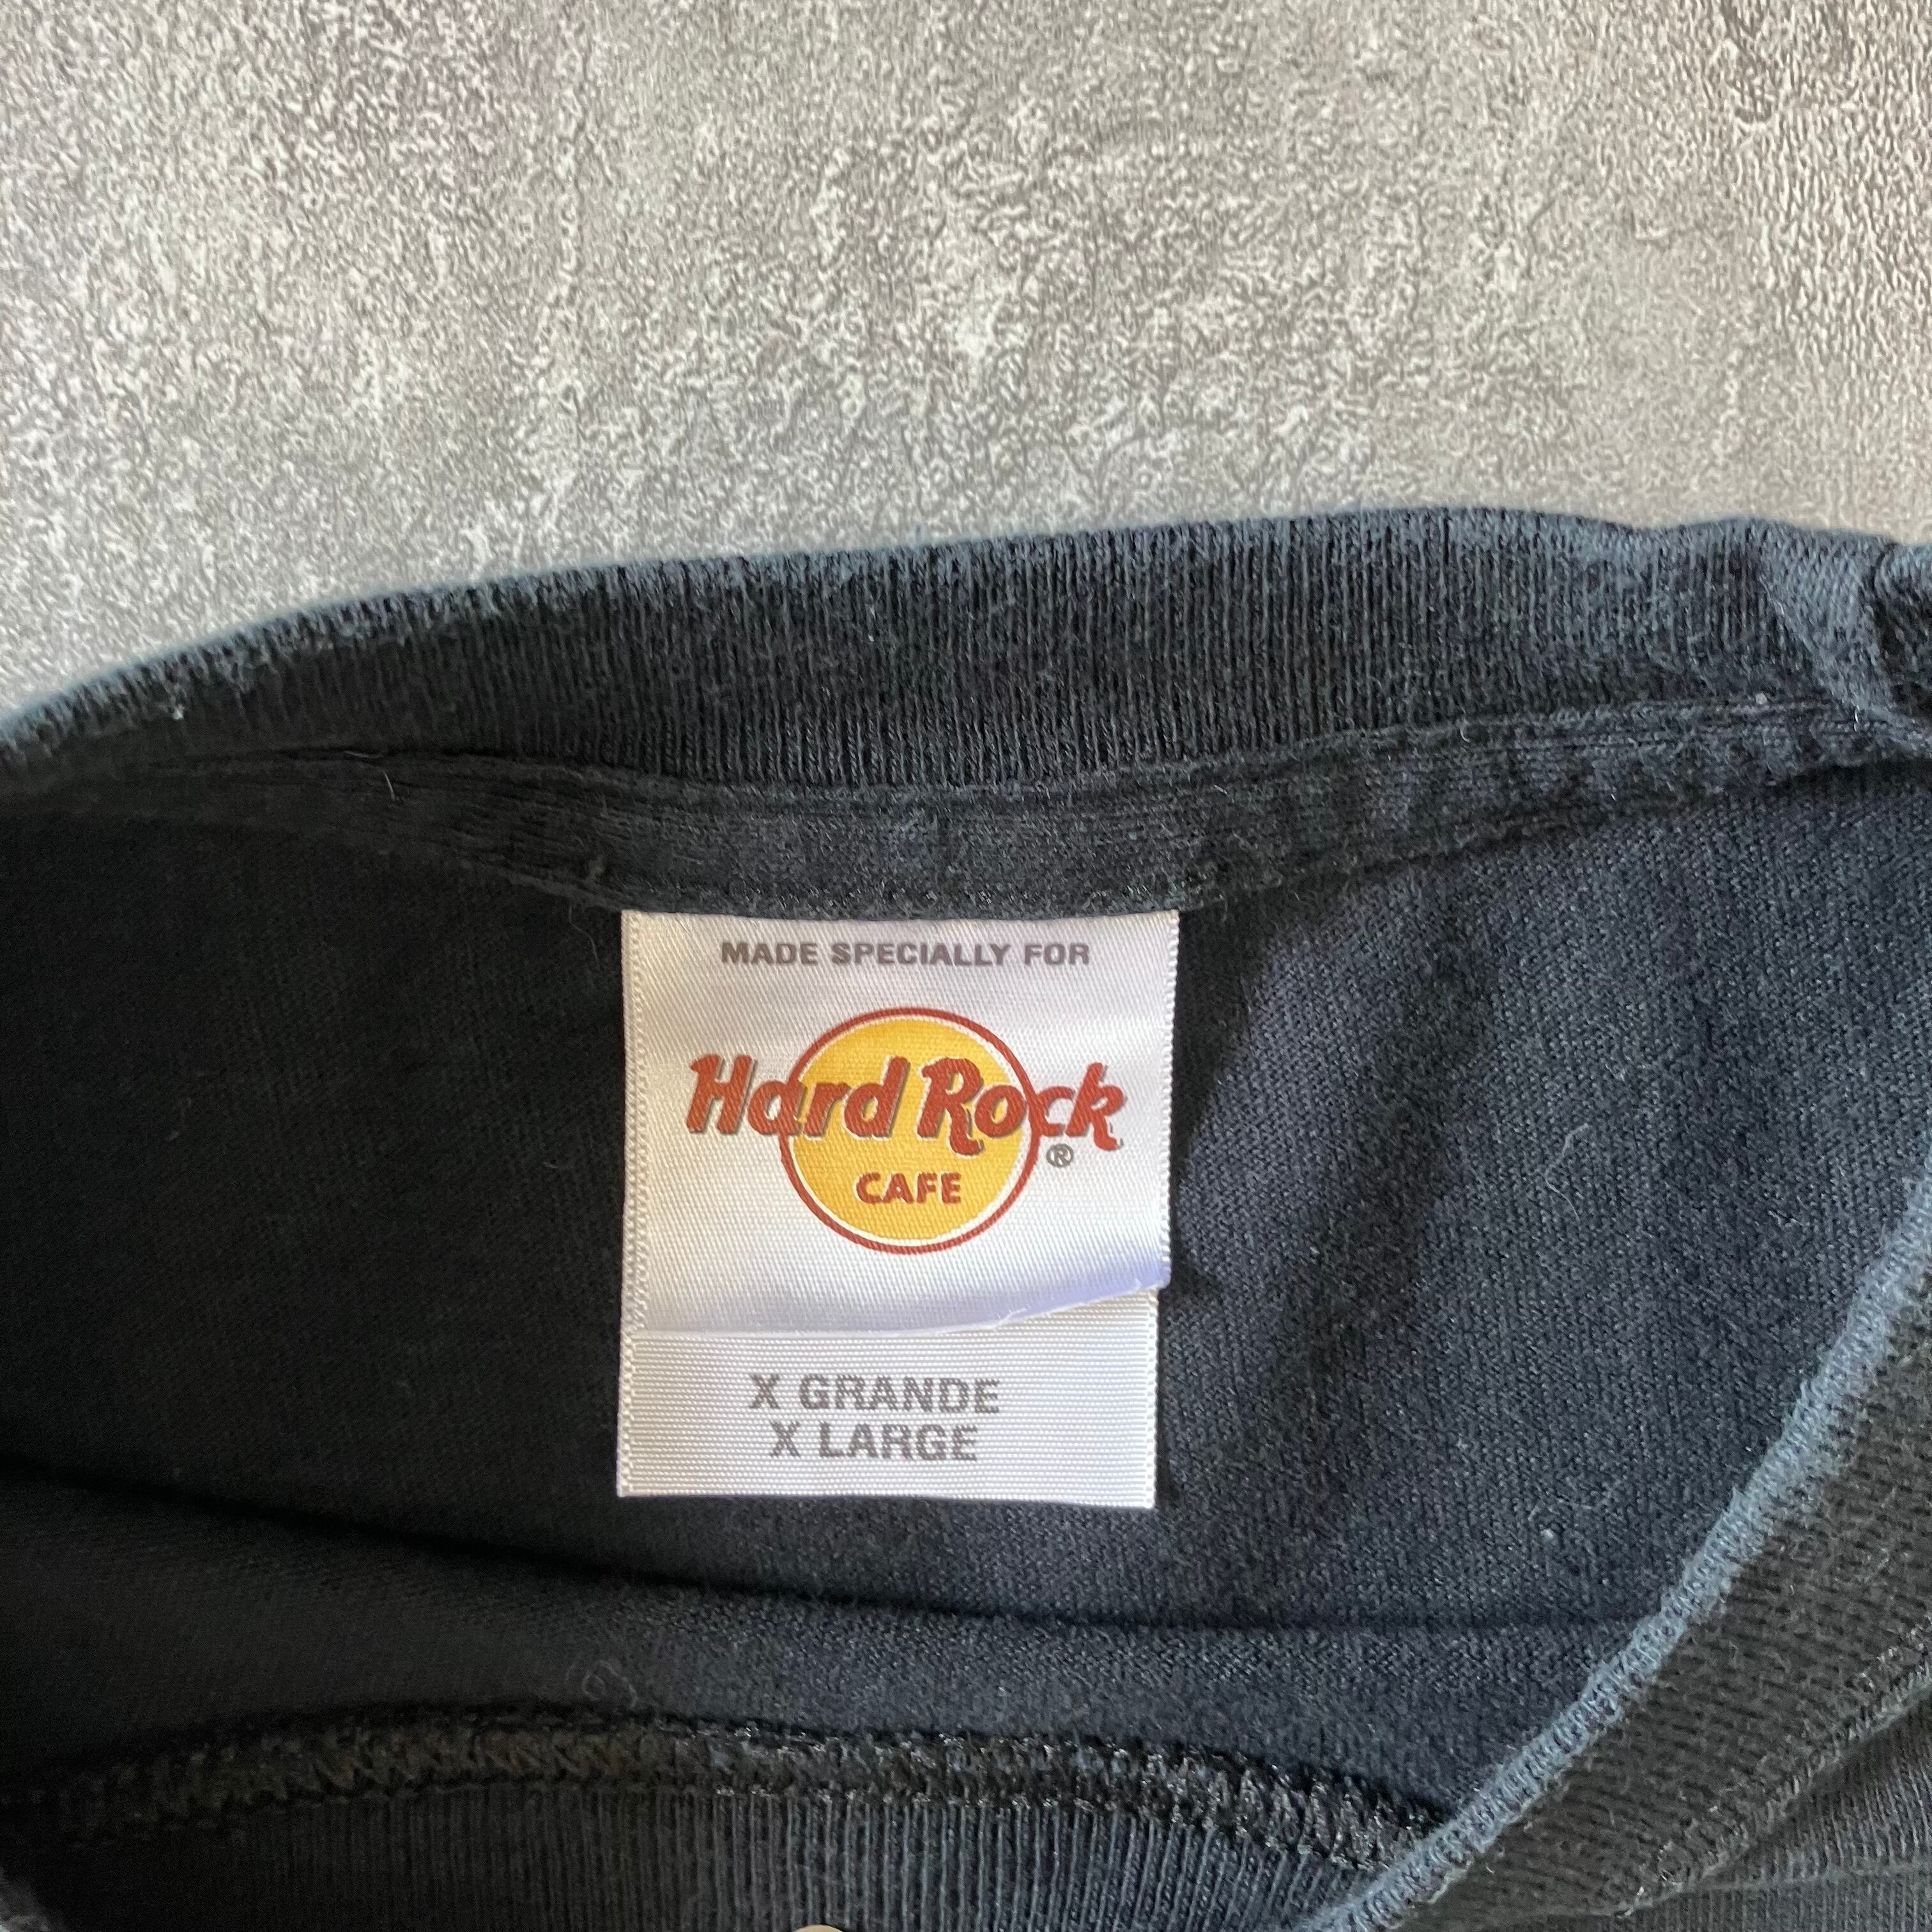 MADE SPECIALLY FOR
Hard Rock
®
CAFE
X GRANDE
X LARGE